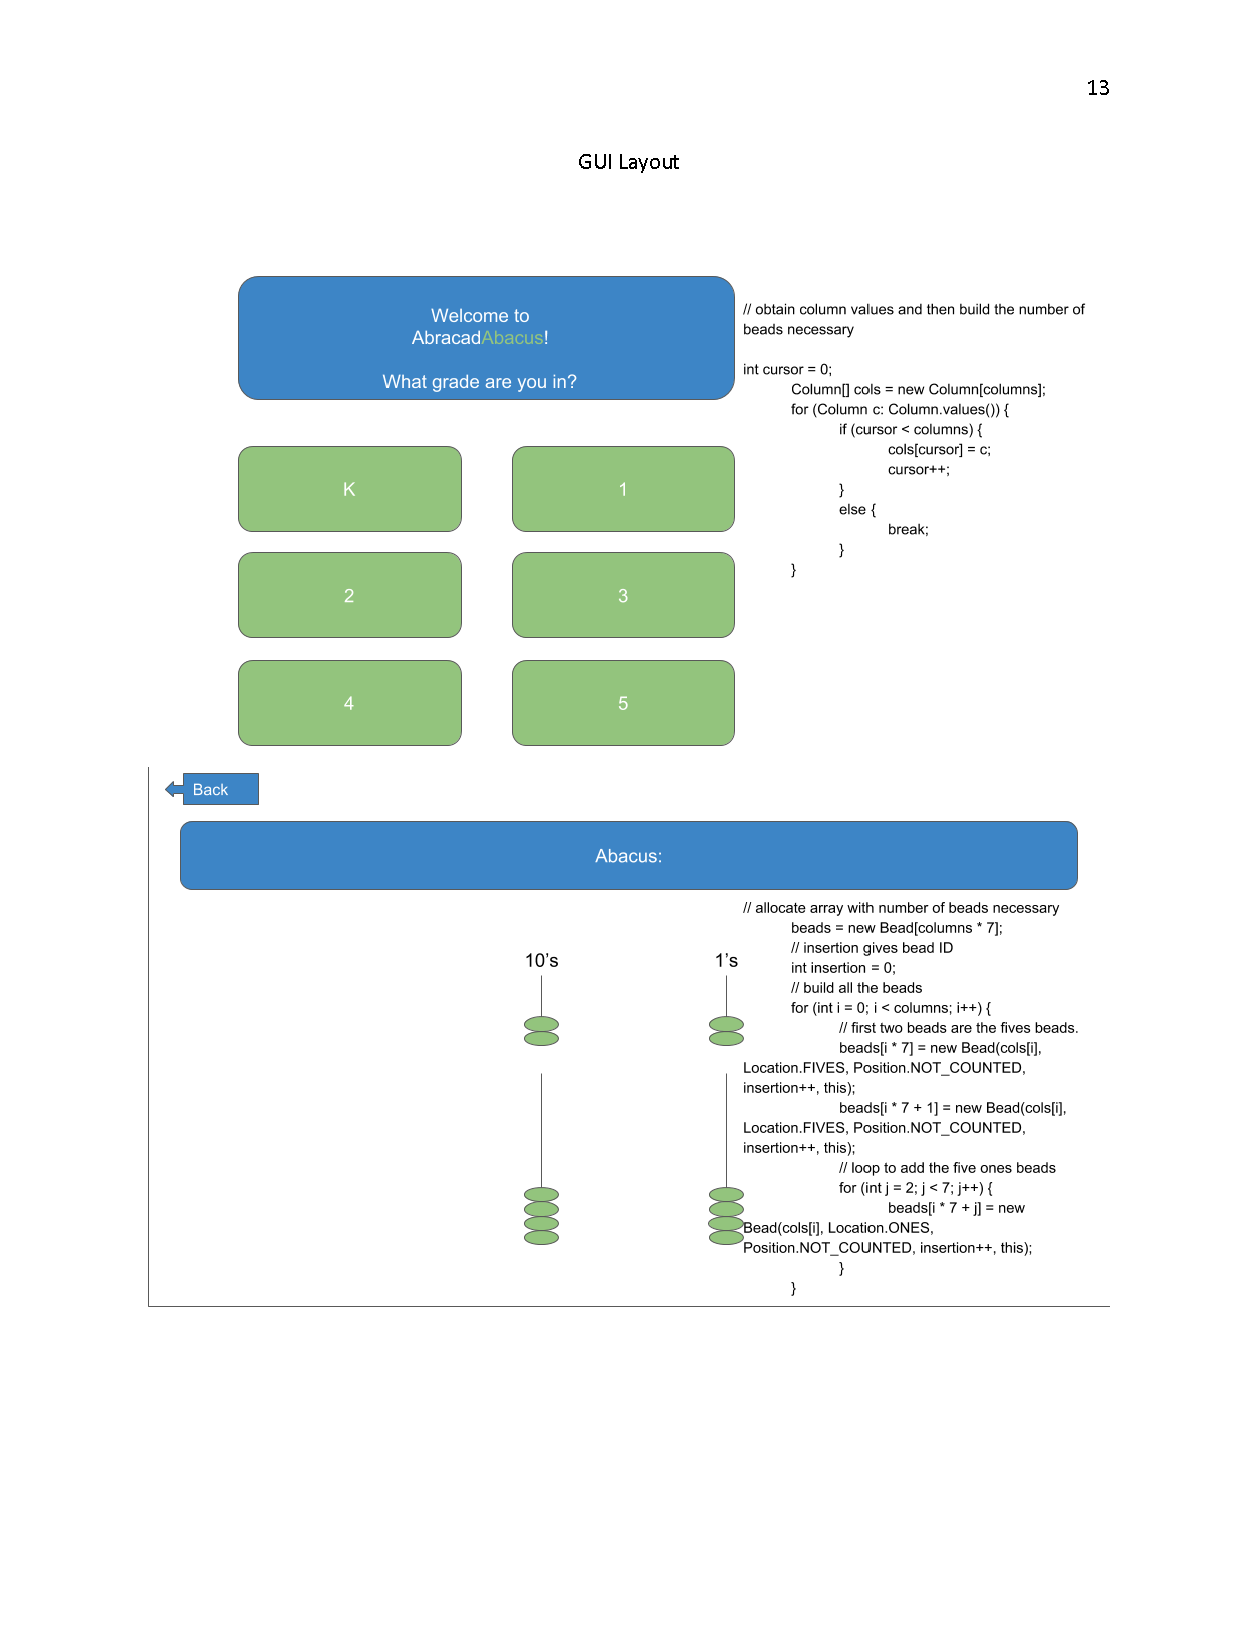 13
GUI Layout
Welcome to
AbracadAbacus!
What grade are you in?
// obtain column values and then build the number of
beads necessary
int cursor = 0;
Column[] cols = new Column[columns];
for (Column c: Column.values()) {
if (cursor < columns) {
cols[cursor] = c;
cursor++;
}
else {
break;
}
}
K
1
2
3
4
5
Back
Abacus:
10's
1's
// allocate array with number of beads necessary
beads = new Bead[columns * 7];
// insertion gives bead ID
int insertion = 0;
// build all the beads
for (int i = 0; i < columns; i++) {
// first two beads are the fives beads.
beads[i * 7] = new Bead(cols[i],
Location.FIVES, Position.NOT_COUNTED,
insertion++, this);
beads[i * 7 + 1] = new Bead(cols[i],
Location.FIVES, Position.NOT_COUNTED,
insertion++, this);
// loop to add the five ones beads
for (int j = 2; j < 7; j++) {
beads[i * 7 + j] = new
Bead(cols[i], Location.ONES,
Position.NOT_COUNTED, insertion++, this);
}
}